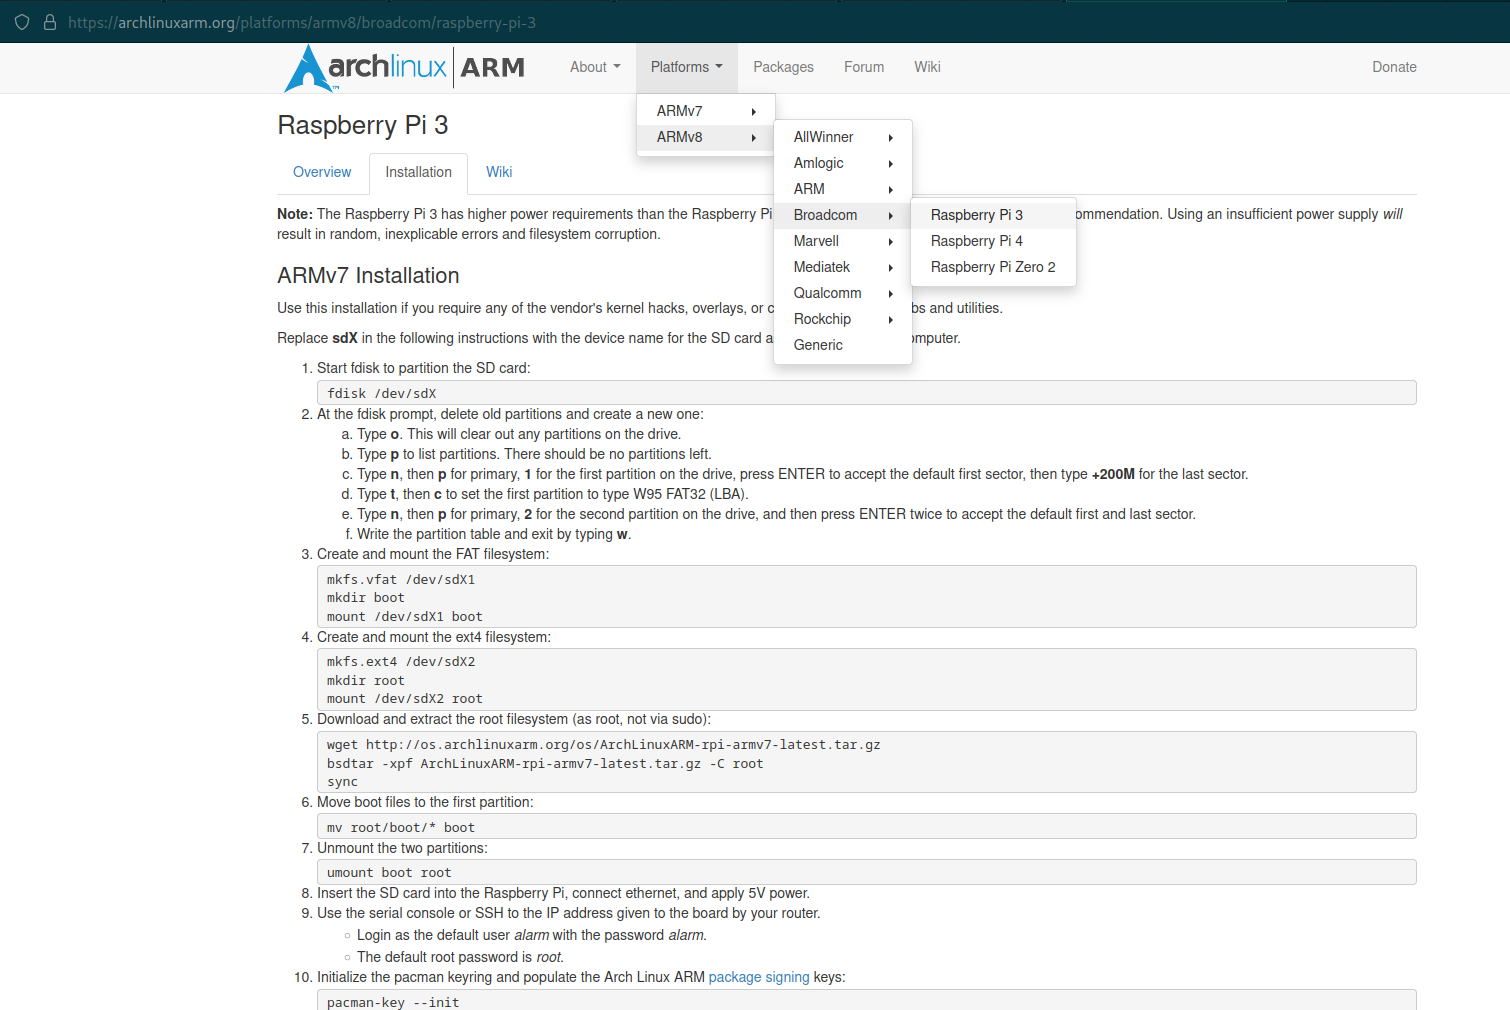 https://archlinuxarm.org/platforms/armv8/broadcom/raspberry-pi-3
archlinux ARM About Platforms Packages Forum Wiki Donate
™
ARMv7
ARMv8
AllWinner
Amlogic
ARM
Broadcom
Marvell
Mediatek
Qualcomm
Rockchip
Generic
Raspberry Pi 3
Raspberry Pi 4
Raspberry Pi Zero 2
Raspberry Pi 3
Overview Installation Wiki
Note: The Raspberry Pi 3 has higher power requirements than the Raspberry Pi ommendation. Using an insufficient power supply will
result in random, inexplicable errors and filesystem corruption.
ARMv7 Installation
Use this installation if you require any of the vendor's kernel hacks, overlays, or c bs and utilities.
Replace sdX in the following instructions with the device name for the SD card a mputer.
1. Start fdisk to partition the SD card:
fdisk /dev/sdX
2. At the fdisk prompt, delete old partitions and create a new one:
a. Type o. This will clear out any partitions on the drive.
b. Type p to list partitions. There should be no partitions left.
c. Type n, then p for primary, 1 for the first partition on the drive, press ENTER to accept the default first sector, then type +200M for the last sector.
d. Type t, then c to set the first partition to type W95 FAT32 (LBA).
e. Type n, then p for primary, 2 for the second partition on the drive, and then press ENTER twice to accept the default first and last sector.
f. Write the partition table and exit by typing w.
3. Create and mount the FAT filesystem:
mkfs.vfat /dev/sdX1
mkdir boot
mount /dev/sdX1 boot
4. Create and mount the ext4 filesystem:
mkfs.ext4 /dev/sdX2
mkdir root
mount /dev/sdX2 root
5. Download and extract the root filesystem (as root, not via sudo):
wget http://os.archlinuxarm.org/os/ArchLinuxARM-rpi-armv7-latest.tar.gz
bsdtar -xpf ArchLinuxARM-rpi-armv7-latest.tar.gz -C root
sync
6. Move boot files to the first partition:
mv root/boot/* boot
7. Unmount the two partitions:
umount boot root
8. Insert the SD card into the Raspberry Pi, connect ethernet, and apply 5V power.
9. Use the serial console or SSH to the IP address given to the board by your router.
○ Login as the default user alarm with the password alarm.
○ The default root password is root.
10. Initialize the pacman keyring and populate the Arch Linux ARM package signing keys:
pacman-key --init